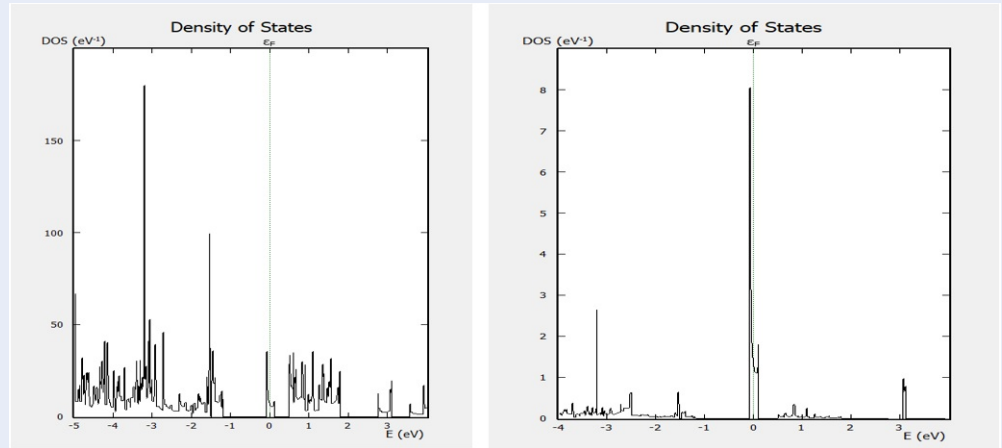 Density of States
DOS (eV⁻¹)
εF
150
100
50
0
-5 -4 -3 -2 -1 0 1 2 3
E (eV)
Density of States
DOS (eV⁻¹)
εF
8
7
6
5
4
3
2
1
0
-4 -3 -2 -1 0 1 2 3
E (eV)